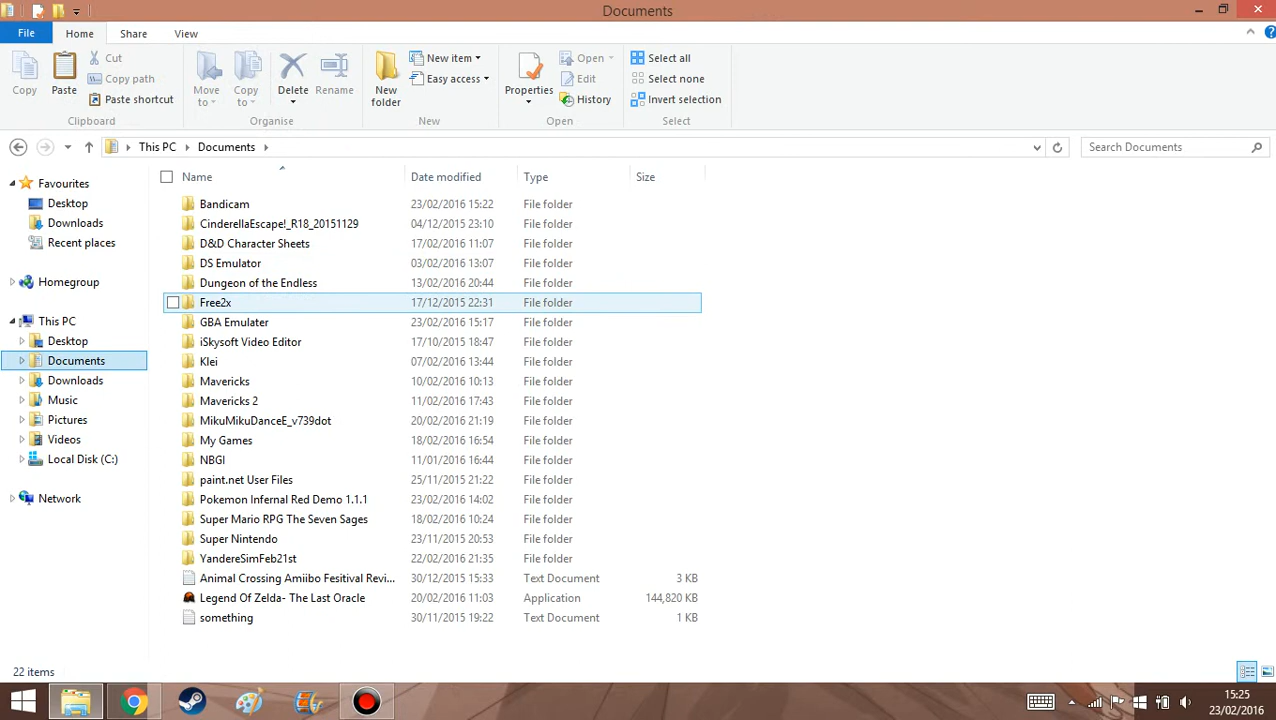 Documents
File Home Share View
Cut
Copy path
Paste shortcut
Copy Paste
Clipboard
Move to Copy to Delete Rename
Organise
New folder
New item
Easy access
New
Properties
Open
Edit
History
Open
Select all
Select none
Invert selection
Select
This PC Documents
Search Documents
Favourites
Desktop
Downloads
Recent places
Homegroup
This PC
Desktop
Documents
Downloads
Music
Pictures
Videos
Local Disk (C:)
Network
Name Date modified Type Size
Bandicam 23/02/2016 15:22 File folder
CinderellaEscape!_R18_20151129 04/12/2015 23:10 File folder
D&D Character Sheets 17/02/2016 11:07 File folder
DS Emulator 03/02/2016 13:07 File folder
Dungeon of the Endless 13/02/2016 20:44 File folder
Free2x 17/12/2015 22:31 File folder
GBA Emulater 23/02/2016 15:17 File folder
iSkysoft Video Editor 17/10/2015 18:47 File folder
Klei 07/02/2016 13:44 File folder
Mavericks 10/02/2016 10:13 File folder
Mavericks 2 11/02/2016 17:43 File folder
MikuMikuDanceE_v739dot 20/02/2016 21:19 File folder
My Games 18/02/2016 16:54 File folder
NBGI 11/01/2016 16:44 File folder
paint.net User Files 25/11/2015 21:22 File folder
Pokemon Infernal Red Demo 1.1.1 23/02/2016 14:02 File folder
Super Mario RPG The Seven Sages 18/02/2016 10:24 File folder
Super Nintendo 23/11/2015 20:53 File folder
YandereSimFeb21st 22/02/2016 21:35 File folder
Animal Crossing Amiibo Fesitival Revi... 30/12/2015 15:33 Text Document 3 KB
Legend Of Zelda- The Last Oracle 20/02/2016 11:03 Application 144,820 KB
something 30/11/2015 19:22 Text Document 1 KB
22 items
15:25
23/02/2016